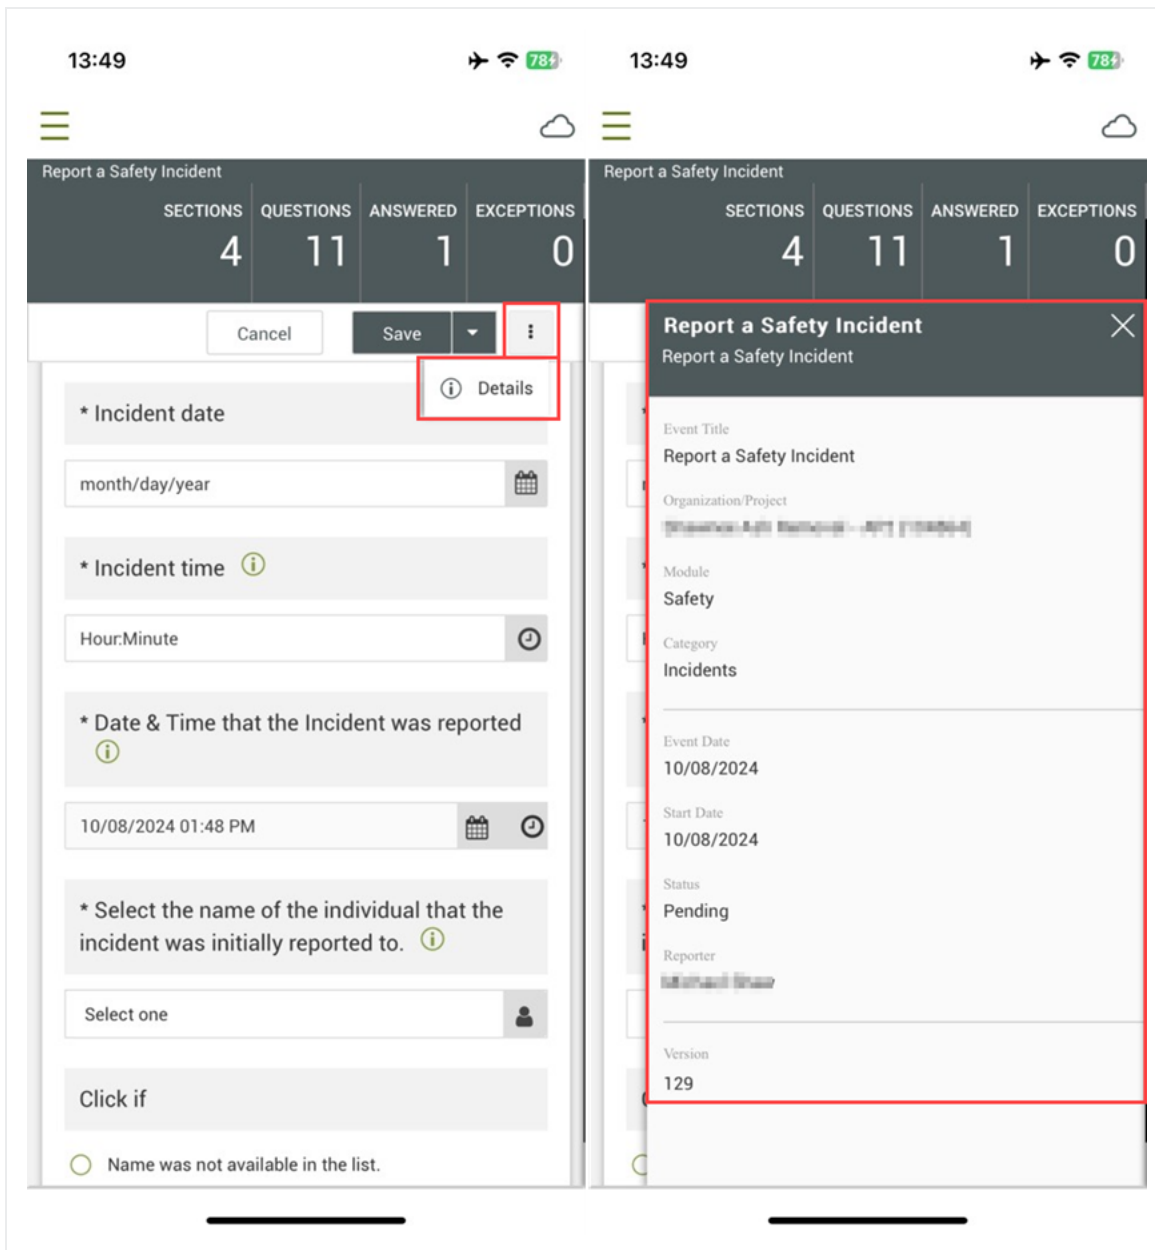 13:49
78
Report a Safety Incident
SECTIONS QUESTIONS ANSWERED EXCEPTIONS
4 11 1 0
Cancel Save
Details
* Incident date
month/day/year
* Incident time
Hour:Minute
* Date & Time that the Incident was reported
10/08/2024 01:48 PM
* Select the name of the individual that the
incident was initially reported to.
Select one
Click if
Name was not available in the list.
13:49
78
Report a Safety Incident
SECTIONS QUESTIONS ANSWERED EXCEPTIONS
4 11 1 0
Report a Safety Incident
Report a Safety Incident
Event Title
Report a Safety Incident
Organization/Project
Module
Safety
Category
Incidents
Event Date
10/08/2024
Start Date
10/08/2024
Status
Pending
Reporter
Version
129